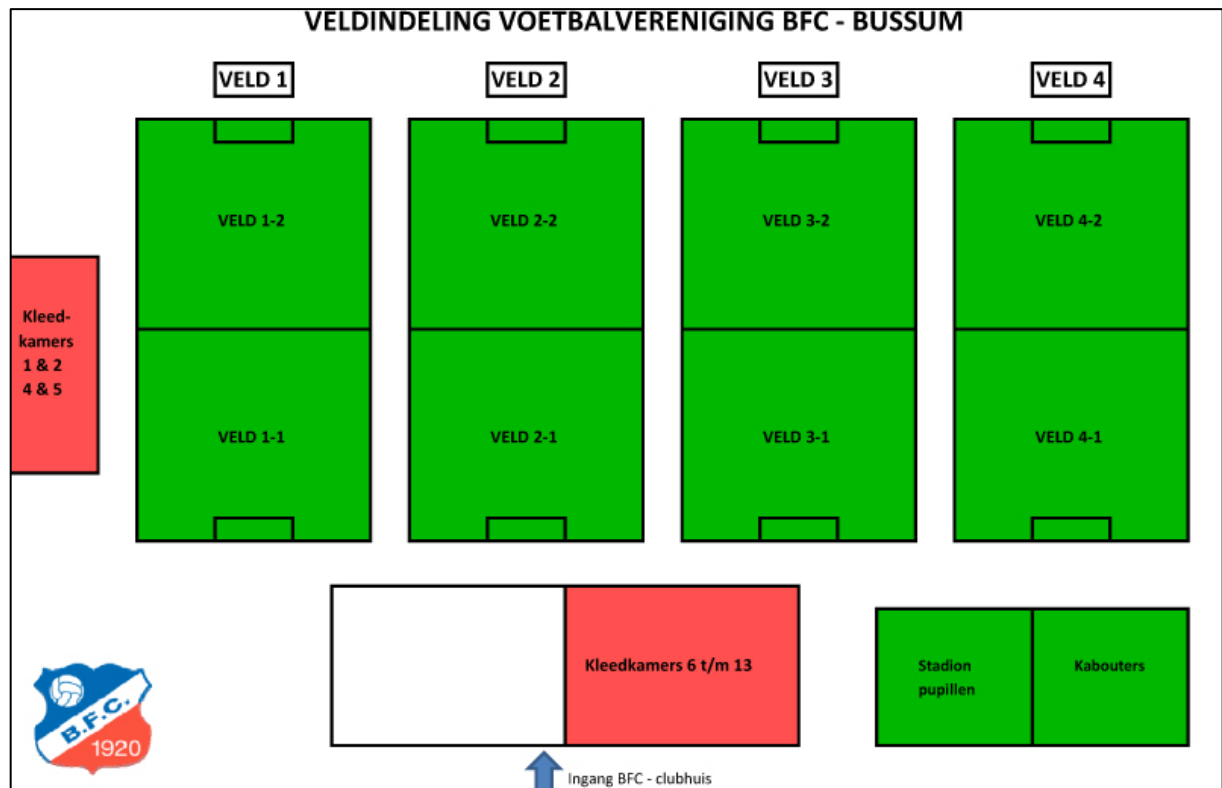 VELDINDELING VOETBALVERENIGING BFC - BUSSUM
VELD 1
VELD 2
VELD 3
VELD 4
VELD 1-2
VELD 2-2
VELD 3-2
VELD 4-2
Kleed-
kamers
1 & 2
4 & 5
VELD 1-1
VELD 2-1
VELD 3-1
VELD 4-1
Kleedkamers 6 t/m 13
Stadion
pupillen
Kabouters
B.F.C.
1920
Ingang BFC - clubhuis